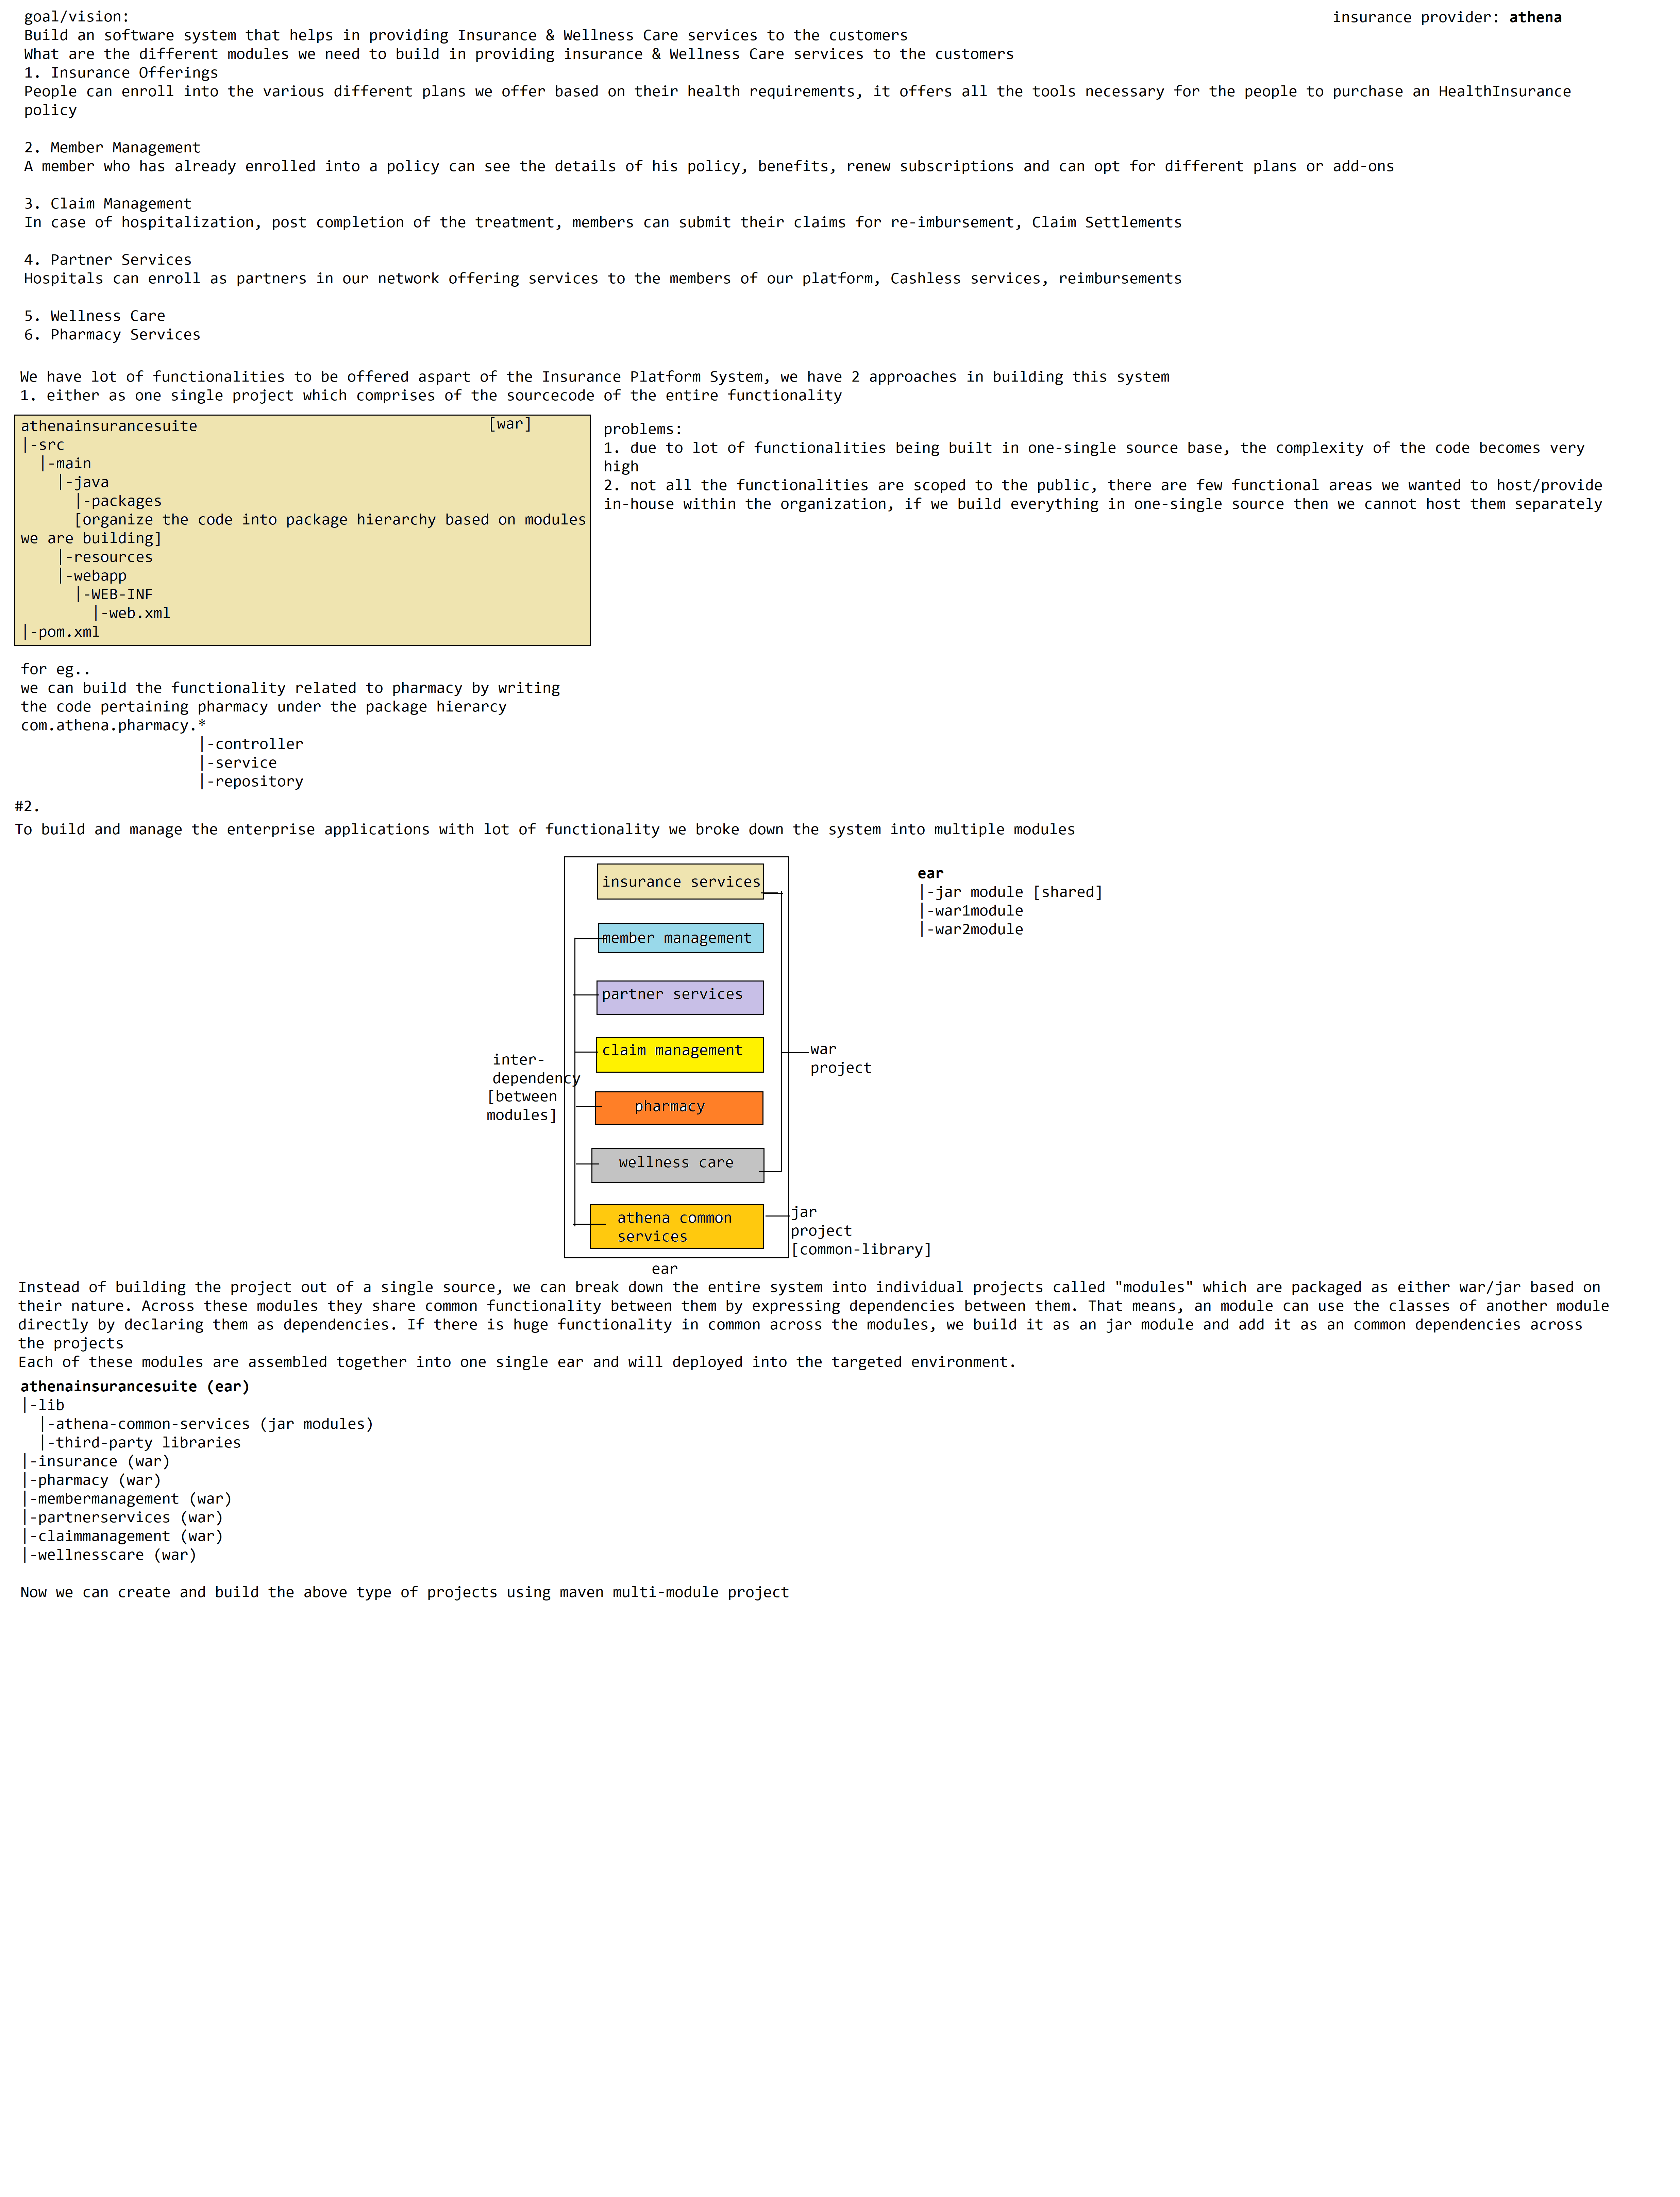 goal/vision:
insurance provider: athena
Build an software system that helps in providing Insurance & Wellness Care services to the customers
What are the different modules we need to build in providing insurance & Wellness Care services to the customers
1. Insurance Offerings
People can enroll into the various different plans we offer based on their health requirements, it offers all the tools necessary for the people to purchase an HealthInsurance
policy
2. Member Management
A member who has already enrolled into a policy can see the details of his policy, benefits, renew subscriptions and can opt for different plans or add-ons
3. Claim Management
In case of hospitalization, post completion of the treatment, members can submit their claims for re-imbursement, Claim Settlements
4. Partner Services
Hospitals can enroll as partners in our network offering services to the members of our platform, Cashless services, reimbursements
5. Wellness Care
6. Pharmacy Services
We have lot of functionalities to be offered aspart of the Insurance Platform System, we have 2 approaches in building this system
1. either as one single project which comprises of the sourcecode of the entire functionality
athenainsurancesuite [war]
|-src
|-main
|-java
|-packages
[organize the code into package hierarchy based on modules
we are building]
|-resources
|-webapp
|-WEB-INF
|-web.xml
|-pom.xml
problems:
1. due to lot of functionalities being built in one-single source base, the complexity of the code becomes very
high
2. not all the functionalities are scoped to the public, there are few functional areas we wanted to host/provide
in-house within the organization, if we build everything in one-single source then we cannot host them separately
for eg..
we can build the functionality related to pharmacy by writing
the code pertaining pharmacy under the package hierarcy
com.athena.pharmacy.*
|-controller
|-service
|-repository
#2.
To build and manage the enterprise applications with lot of functionality we broke down the system into multiple modules
insurance services
member management
partner services
claim management
pharmacy
wellness care
athena common
services
inter-
dependency
[between
modules]
war
project
jar
project
[common-library]
ear
ear
|-jar module [shared]
|-war1module
|-war2module
Instead of building the project out of a single source, we can break down the entire system into individual projects called "modules" which are packaged as either war/jar based on
their nature. Across these modules they share common functionality between them by expressing dependencies between them. That means, an module can use the classes of another module
directly by declaring them as dependencies. If there is huge functionality in common across the modules, we build it as an jar module and add it as an common dependencies across
the projects
Each of these modules are assembled together into one single ear and will deployed into the targeted environment.
athenainsurancesuite (ear)
|-lib
|-athena-common-services (jar modules)
|-third-party libraries
|-insurance (war)
|-pharmacy (war)
|-membermanagement (war)
|-partnerservices (war)
|-claimmanagement (war)
|-wellnesscare (war)
Now we can create and build the above type of projects using maven multi-module project